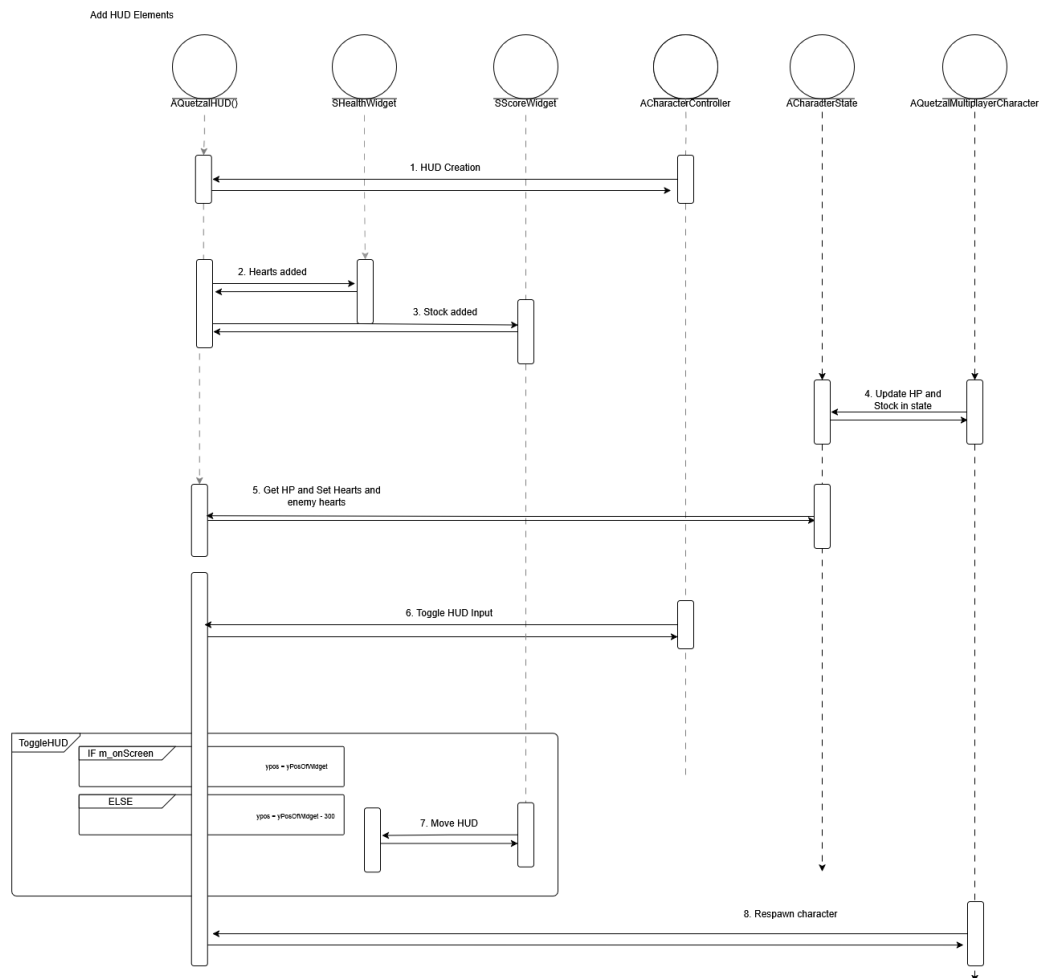 Add HUD Elements
AQuetzalHUD()
SHealthWidget
SScoreWidget
ACharacterController
ACharacterState
AQuetzalMultiplayerCharacter
1. HUD Creation
2. Hearts added
3. Stock added
4. Update HP and
Stock in state
5. Get HP and Set Hearts and
enemy hearts
6. Toggle HUD Input
ToggleHUD
IF m_onScreen
ypos = yPosOfWidget
ELSE
ypos = yPosOfWidget - 300
7. Move HUD
8. Respawn character